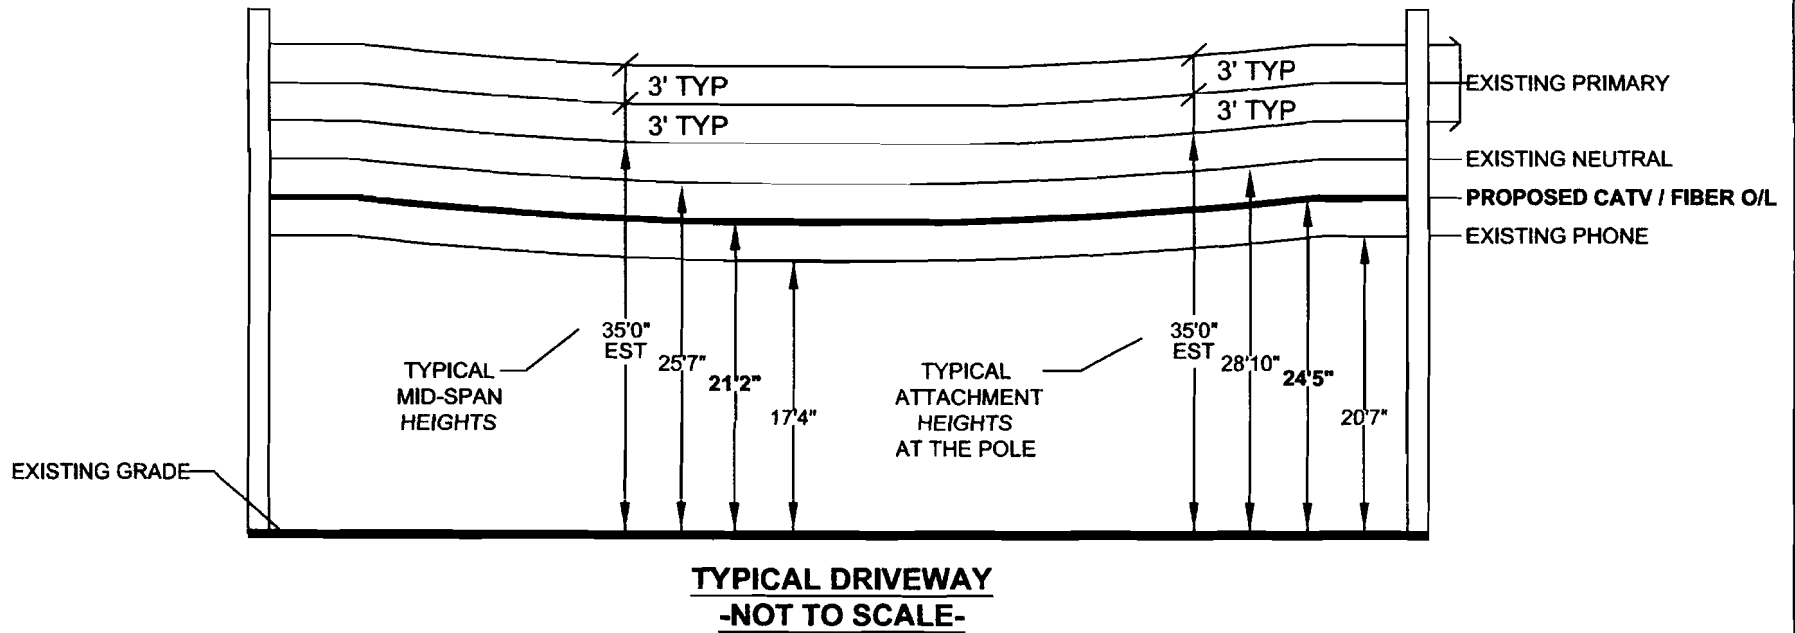 3' TYP
3' TYP
3' TYP
3' TYP
EXISTING PRIMARY
EXISTING NEUTRAL
PROPOSED CATV / FIBER O/L
EXISTING PHONE
TYPICAL
MID-SPAN
HEIGHTS
35'0"
EST
25'7"
21'2"
17'4"
TYPICAL
ATTACHMENT
HEIGHTS
AT THE POLE
35'0"
EST
28'10"
24'5"
20'7"
EXISTING GRADE
TYPICAL DRIVEWAY
-NOT TO SCALE-